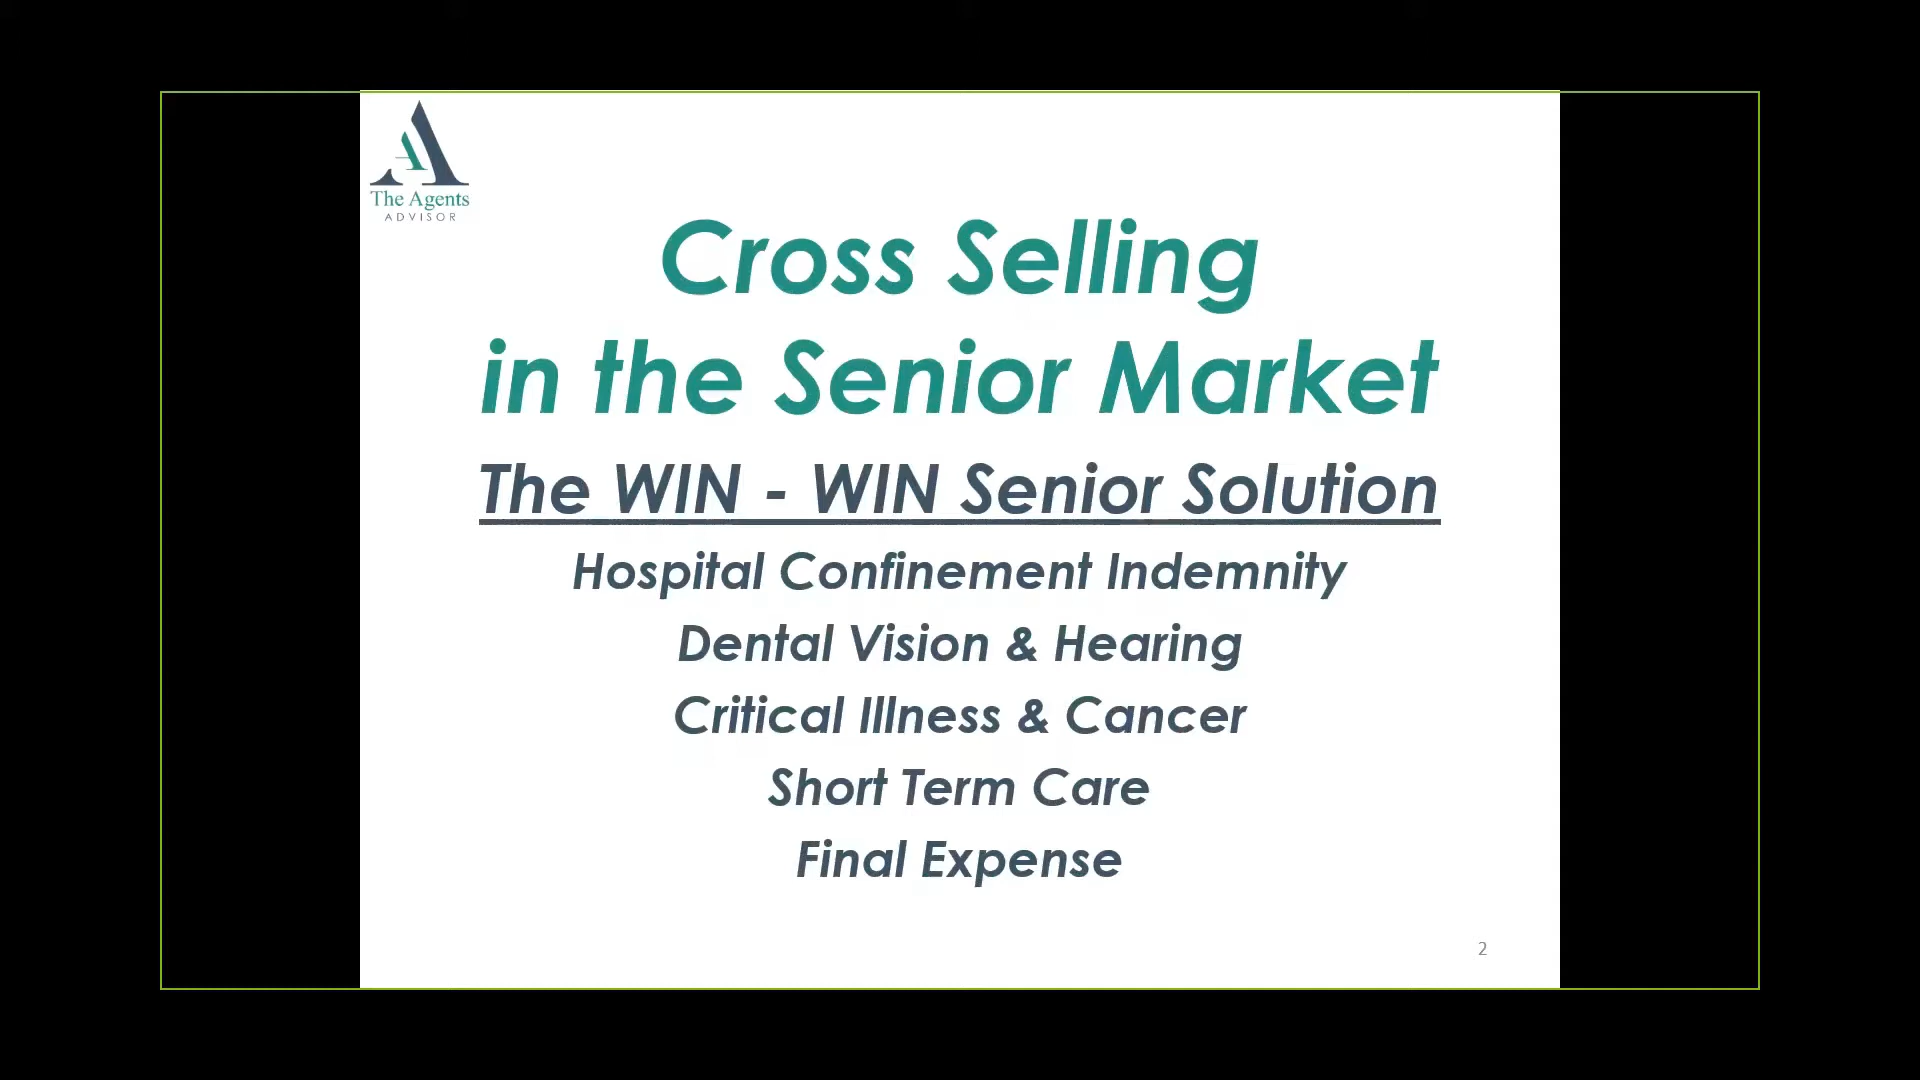 The Agents
ADVISOR
Cross Selling
in the Senior Market
The WIN - WIN Senior Solution
Hospital Confinement Indemnity
Dental Vision & Hearing
Critical Illness & Cancer
Short Term Care
Final Expense
2